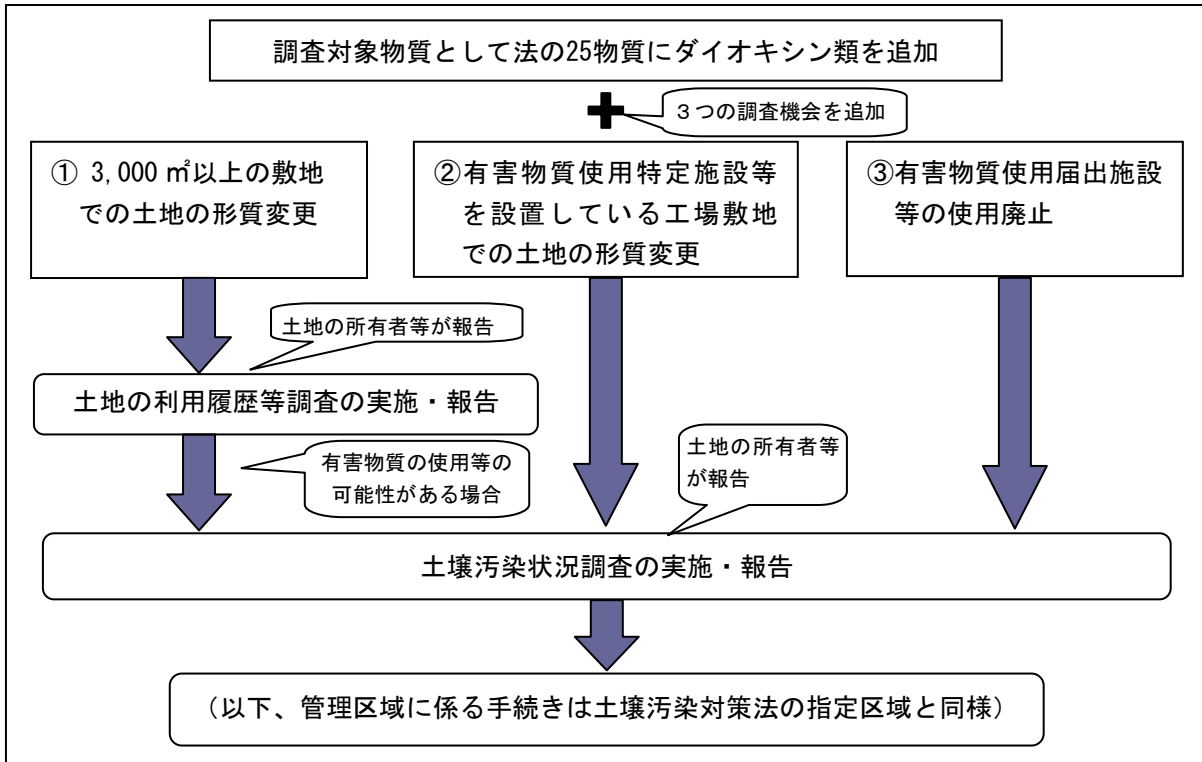 調査対象物質として法の25物質にダイオキシン類を追加
３つの調査機会を追加
① 3,000 ㎡以上の敷地
での土地の形質変更
②有害物質使用特定施設等
を設置している工場敷地
での土地の形質変更
③有害物質使用届出施設
等の使用廃止
土地の所有者等が報告
土地の利用履歴等調査の実施・報告
有害物質の使用等の
可能性がある場合
土地の所有者等
が報告
土壌汚染状況調査の実施・報告
（以下、管理区域に係る手続きは土壌汚染対策法の指定区域と同様）